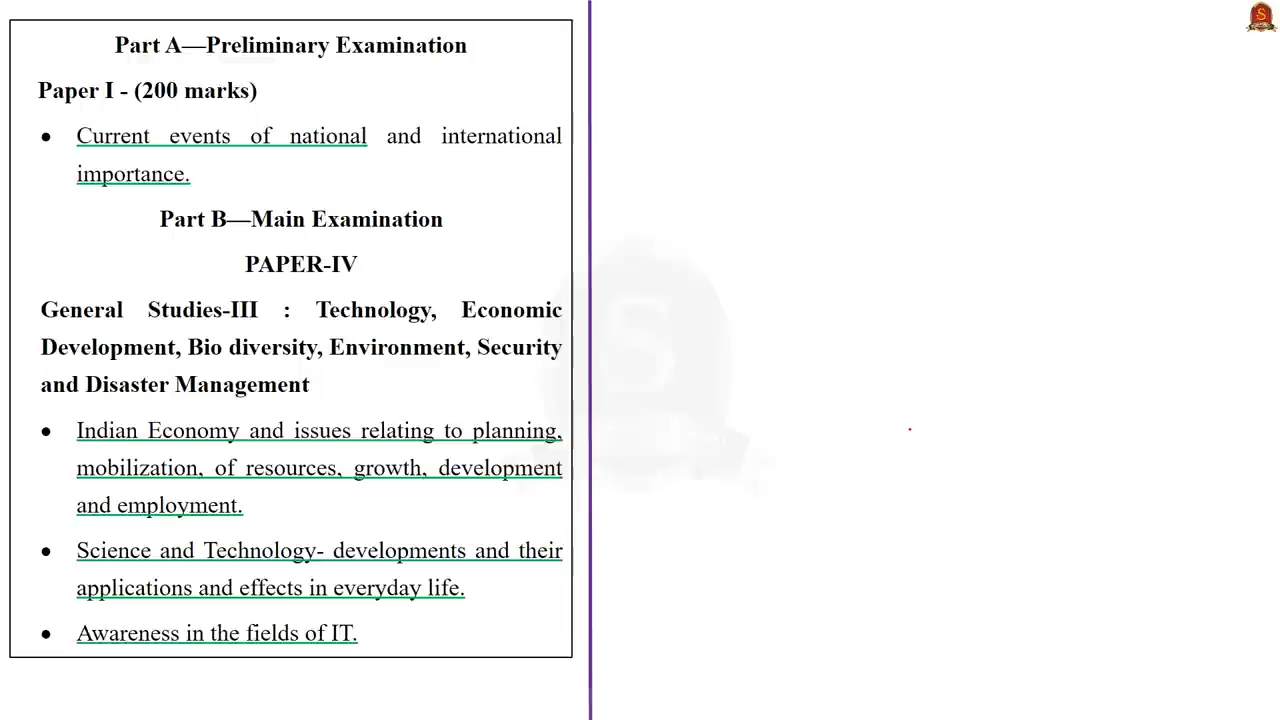 Part A—Preliminary Examination
Paper I - (200 marks)
• Current events of national and international
importance.
Part B—Main Examination
PAPER-IV
General Studies-III : Technology, Economic
Development, Bio diversity, Environment, Security
and Disaster Management
• Indian Economy and issues relating to planning,
mobilization, of resources, growth, development
and employment.
• Science and Technology- developments and their
applications and effects in everyday life.
• Awareness in the fields of IT.
S
S